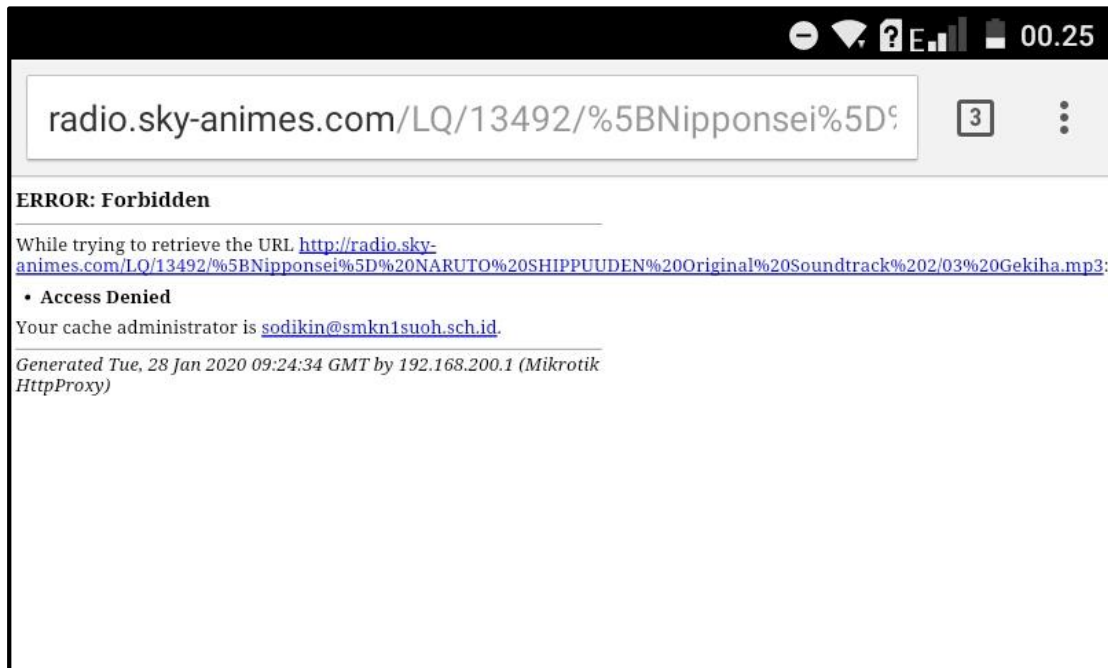 E 00.25
radio.sky-animes.com/LQ/13492/%5BNipponsei%5D%
3
ERROR: Forbidden
While trying to retrieve the URL http://radio.sky-
animes.com/LQ/13492/%5BNipponsei%5D%20NARUTO%20SHIPPUUDEN%20Original%20Soundtrack%202/03%20Gekiha.mp3:
• Access Denied
Your cache administrator is sodikin@smkn1suoh.sch.id.
Generated Tue, 28 Jan 2020 09:24:34 GMT by 192.168.200.1 (Mikrotik
HttpProxy)